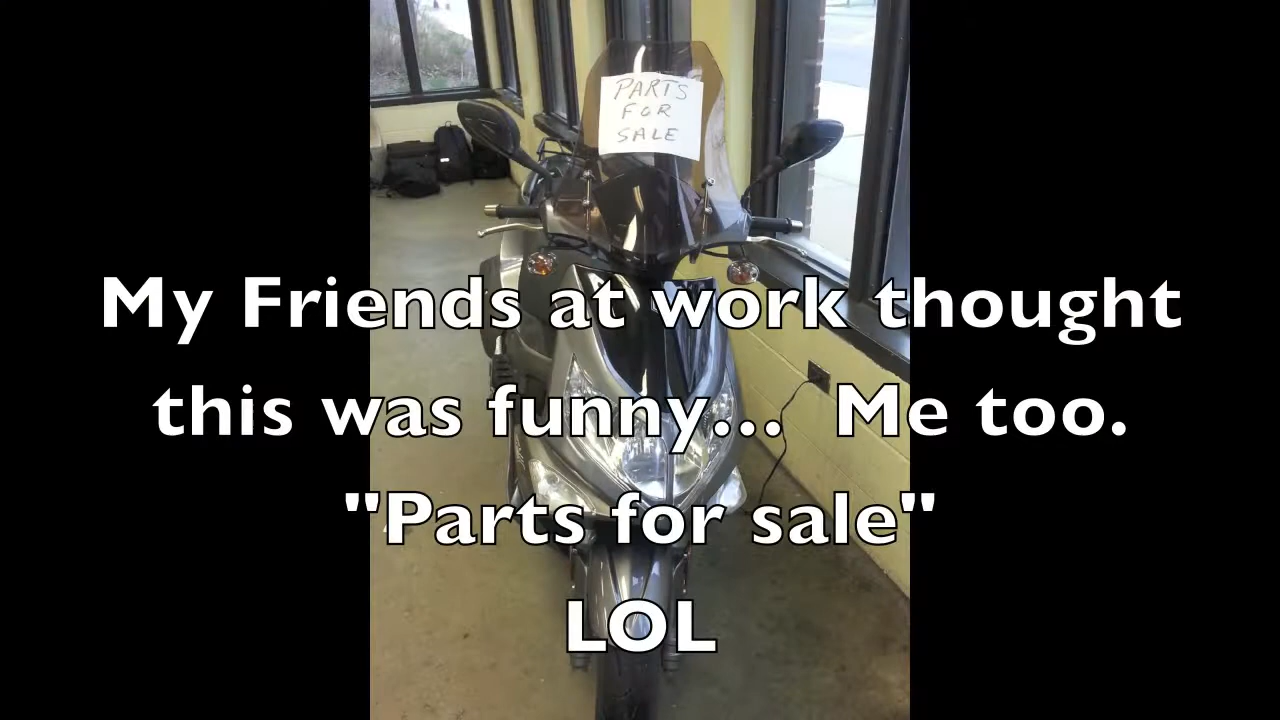 PARTS
FOR
SALE
My Friends at work thought
this was funny... Me too.
"Parts for sale"
LOL